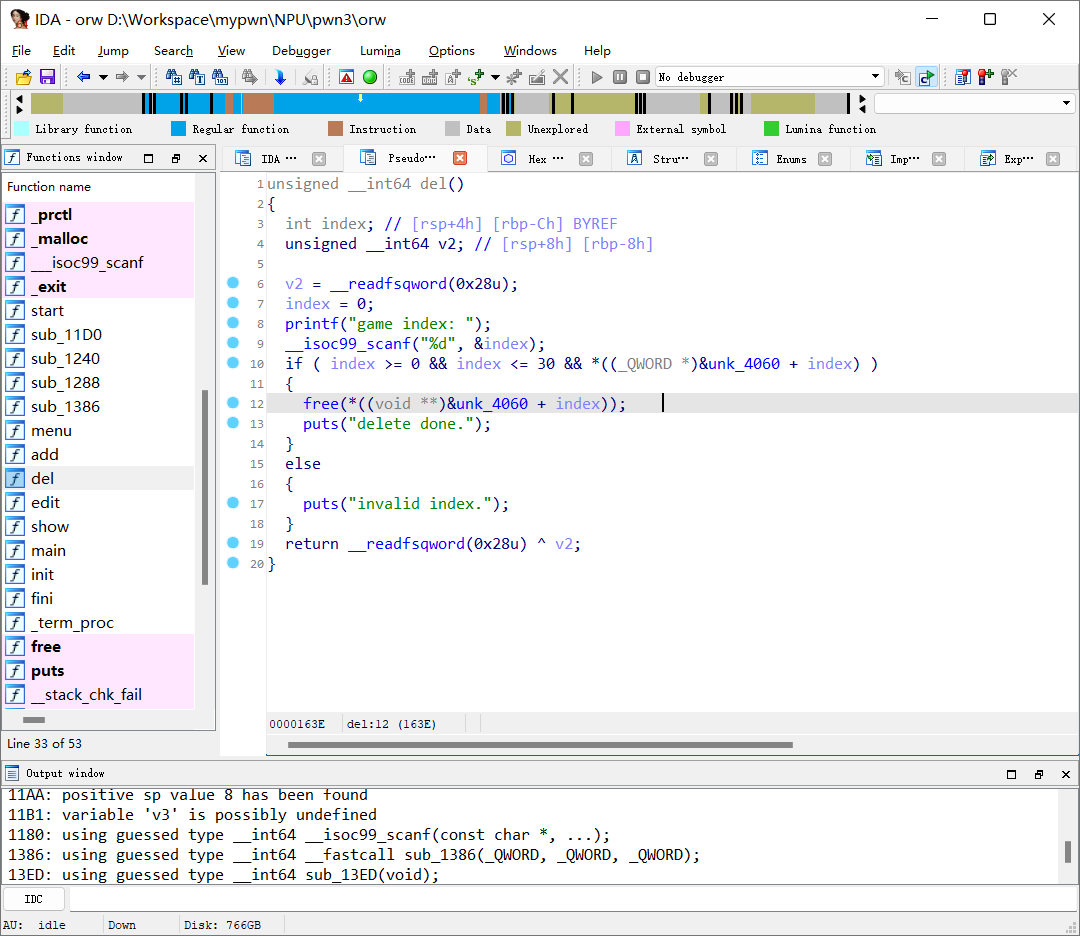 IDA - orw D:\Workspace\mypwn\NPU\pwn3\orw
File Edit Jump Search View Debugger Lumina Options Windows Help
No debugger
Library function Regular function Instruction Data Unexplored External symbol Lumina function
Functions window
IDA ⋯ Pseudo⋯ Hex ⋯ Stru⋯ Enums Imp⋯ Exp⋯
Function name
_prctl
_malloc
___isoc99_scanf
_exit
start
sub_11D0
sub_1240
sub_1288
sub_1386
menu
add
del
edit
show
main
init
fini
_term_proc
free
puts
__stack_chk_fail
Line 33 of 53
1 unsigned __int64 del()
2 {
3 int index; // [rsp+4h] [rbp-Ch] BYREF
4 unsigned __int64 v2; // [rsp+8h] [rbp-8h]
5
6 v2 = __readfsqword(0x28u);
7 index = 0;
8 printf("game index: ");
9 __isoc99_scanf("%d", &index);
10 if ( index >= 0 && index <= 30 && *((_QWORD *)&unk_4060 + index) )
11 {
12 free(*((void **)&unk_4060 + index));
13 puts("delete done.");
14 }
15 else
16 {
17 puts("invalid index.");
18 }
19 return __readfsqword(0x28u) ^ v2;
20 }
0000163E del:12 (163E)
Output window
11AA: positive sp value 8 has been found
11B1: variable 'v3' is possibly undefined
1180: using guessed type __int64 __isoc99_scanf(const char *, ...);
1386: using guessed type __int64 __fastcall sub_1386(_QWORD, _QWORD, _QWORD);
13ED: using guessed type __int64 sub_13ED(void);
IDC
AU: idle Down Disk: 766GB